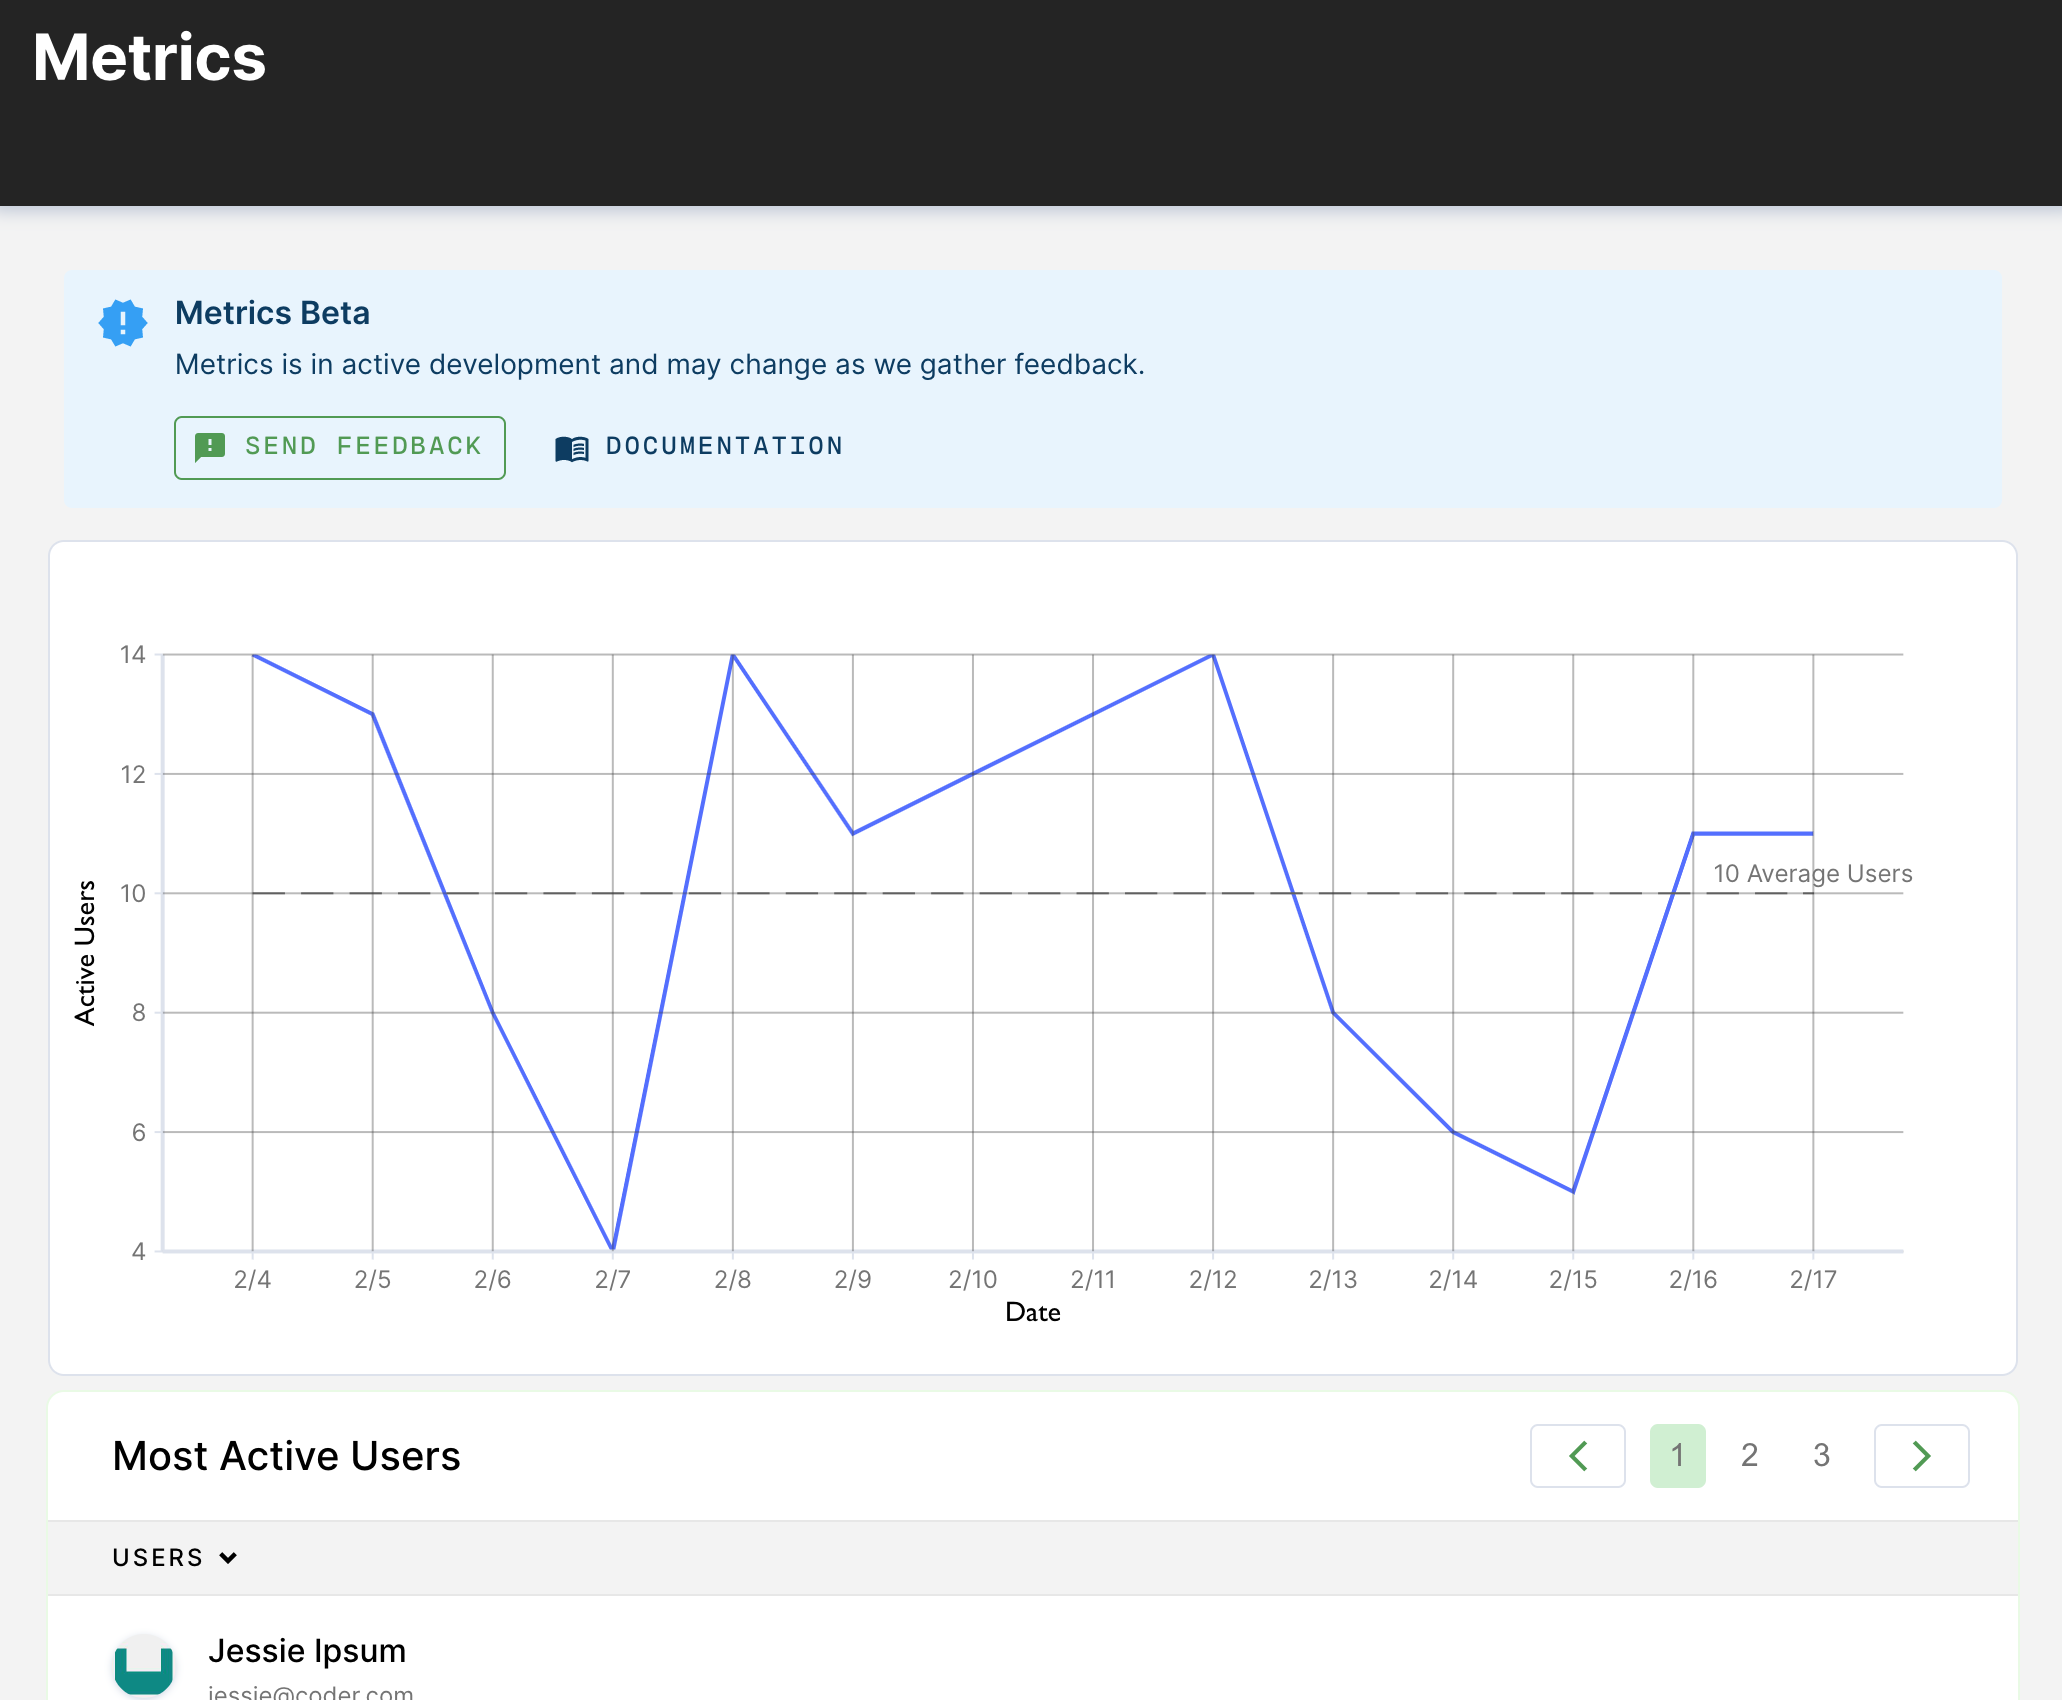 Metrics
Metrics Beta
Metrics is in active development and may change as we gather feedback.
SEND FEEDBACK DOCUMENTATION
14
12
10
8
6
4
Active Users
10 Average Users
2/4 2/5 2/6 2/7 2/8 2/9 2/10 2/11 2/12 2/13 2/14 2/15 2/16 2/17
Date
Most Active Users 1 2 3
USERS
Jessie Ipsum
jessie@coder.com